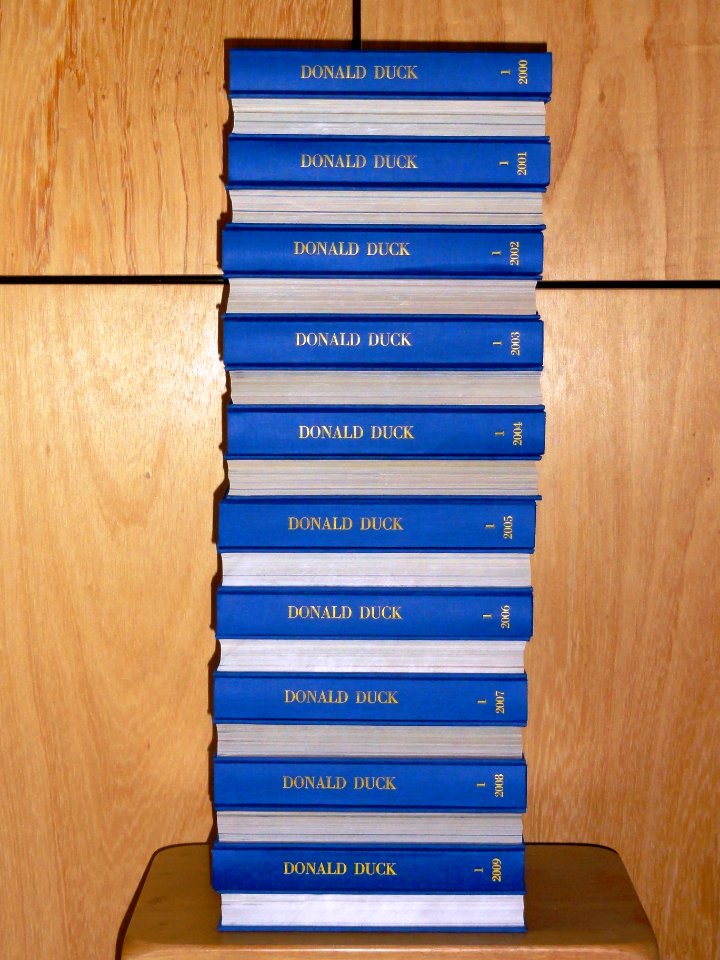 DONALD DUCK 1 2000
DONALD DUCK 1 2001
DONALD DUCK 1 2002
DONALD DUCK 1 2003
DONALD DUCK 1 2004
DONALD DUCK 1 2005
DONALD DUCK 1 2006
DONALD DUCK 1 2007
DONALD DUCK 1 2008
DONALD DUCK 1 2009